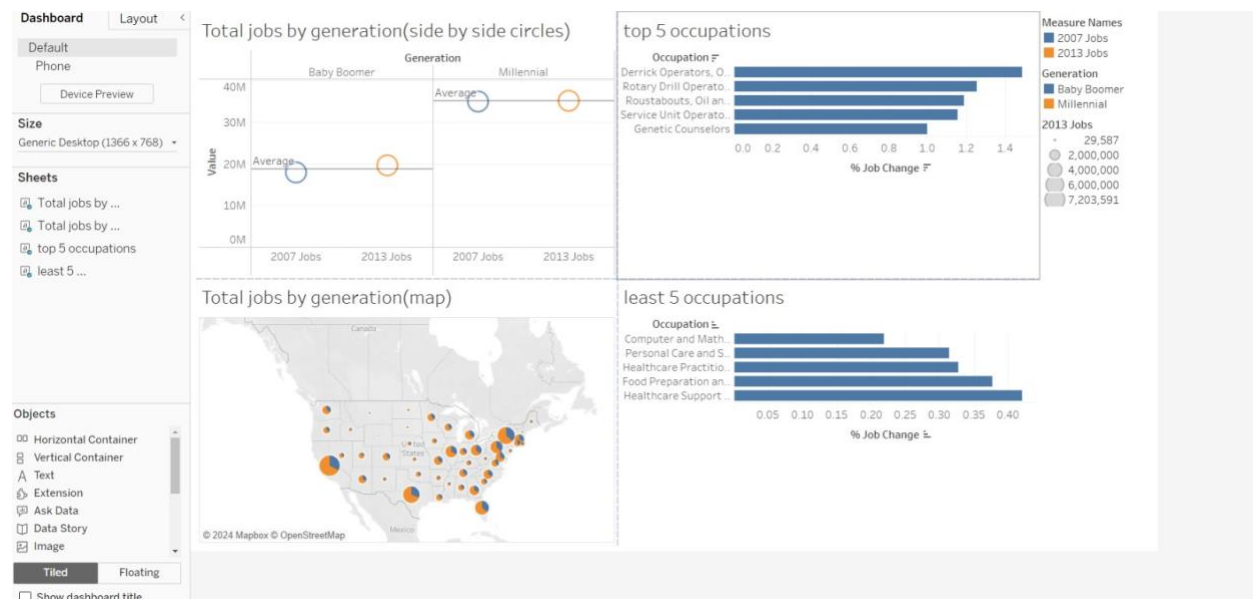 Dashboard
Layout
<
Default
Phone
Device Preview
Size
Generic Desktop (1366 x 768)
Sheets
Total jobs by ...
Total jobs by ...
top 5 occupations
least 5 ...
Objects
Horizontal Container
Vertical Container
Text
Extension
Ask Data
Data Story
Image
Tiled
Floating
Show dashboard title
Total jobs by generation(side by side circles)
Generation
Baby Boomer
Millennial
Value
40M
30M
20M
10M
0M
Average
Average
2007 Jobs
2013 Jobs
2007 Jobs
2013 Jobs
top 5 occupations
Occupation
Derrick Operators, O..
Rotary Drill Operato..
Roustabouts, Oil an..
Service Unit Operato..
Genetic Counselors
0.0 0.2 0.4 0.6 0.8 1.0 1.2 1.4
% Job Change
Measure Names
2007 Jobs
2013 Jobs
Generation
Baby Boomer
Millennial
2013 Jobs
29,587
2,000,000
4,000,000
6,000,000
7,203,591
Total jobs by generation(map)
Canada
United
States
Mexico
© 2024 Mapbox © OpenStreetMap
least 5 occupations
Occupation
Computer and Math..
Personal Care and S..
Healthcare Practitio..
Food Preparation an..
Healthcare Support ..
0.05 0.10 0.15 0.20 0.25 0.30 0.35 0.40
% Job Change